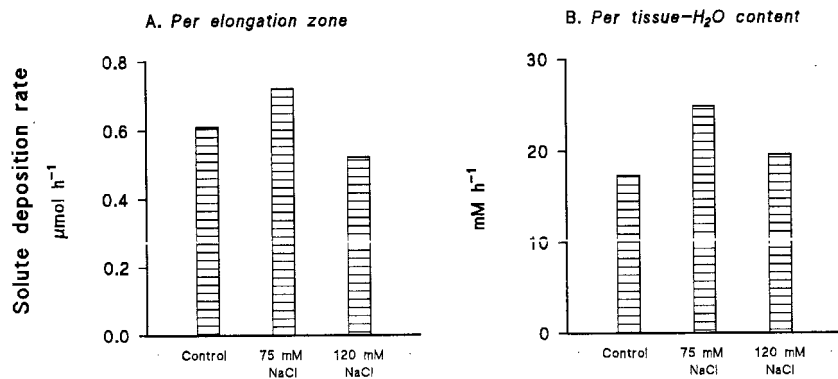 A. Per elongation zone
B. Per tissue−H₂O content
Solute deposition rate
μmol h⁻¹
0.8
0.6
0.4
0.2
0.0
Control
75 mM
NaCl
120 mM
NaCl
mM h⁻¹
30
20
10
0
Control
75 mM
NaCl
120 mM
NaCl